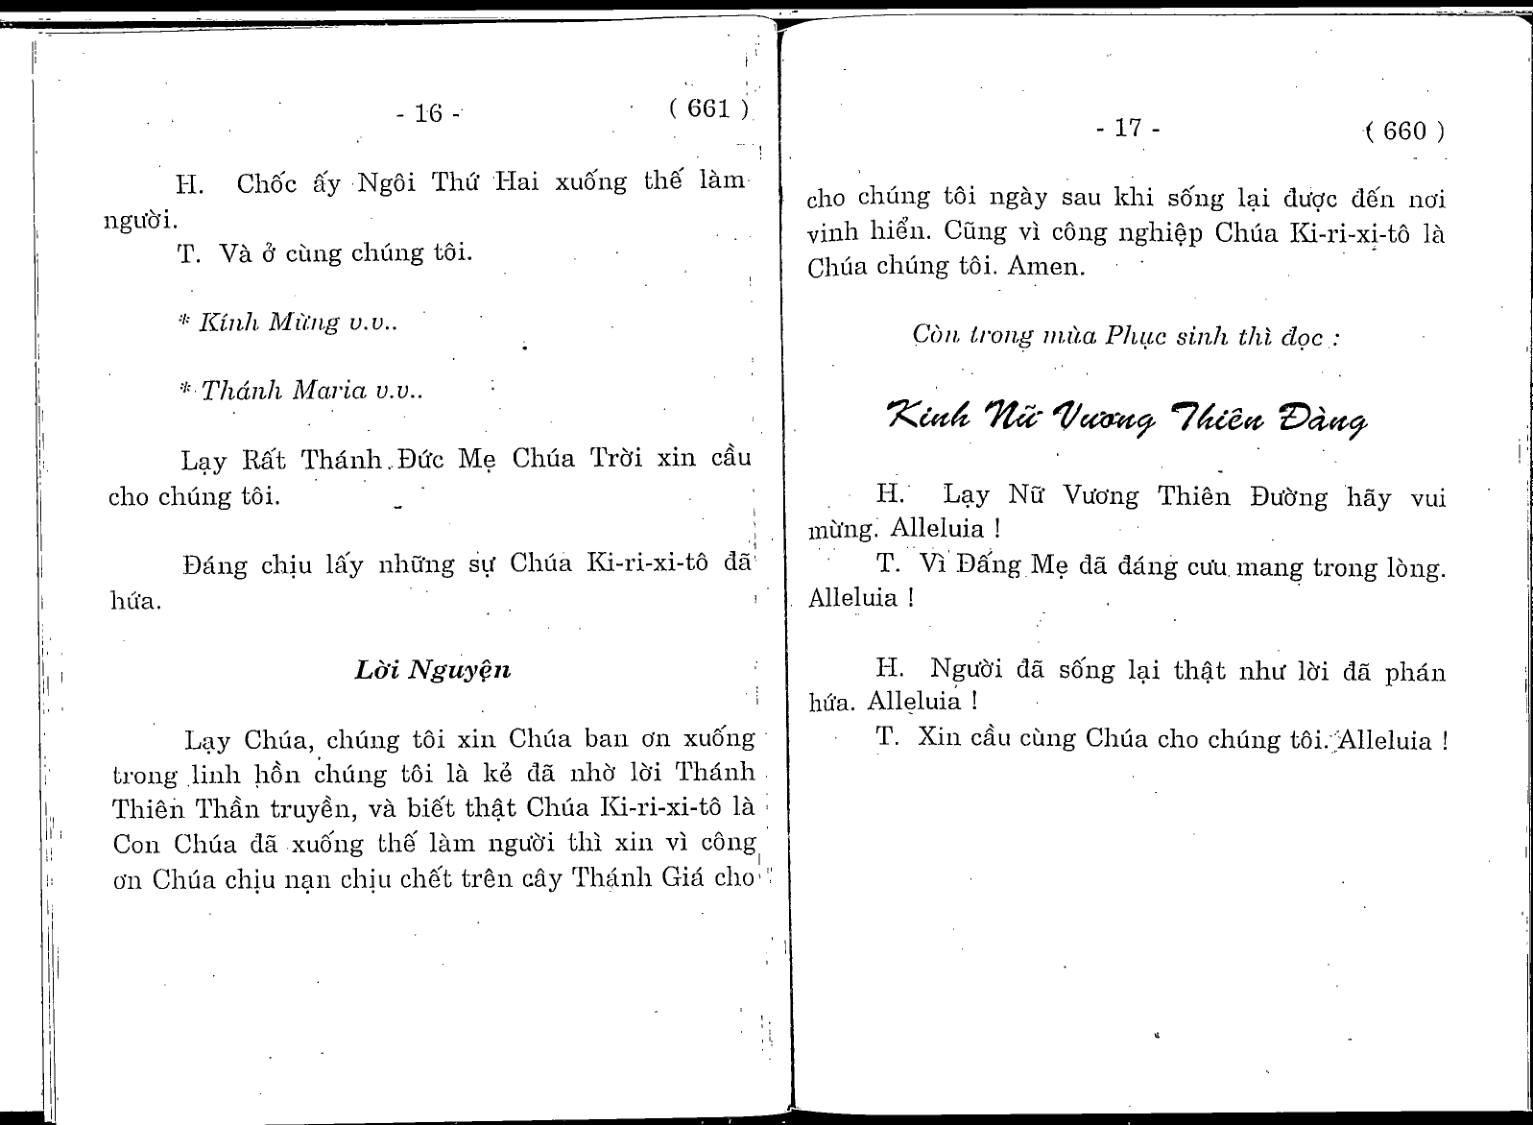 - 16 -
( 661 )
H. Chốc ấy Ngôi Thứ Hai xuống thế làm
người.
T. Và ở cùng chúng tôi.
* Kính Mừng v.v..
* Thánh Maria v.v..
Lạy Rất Thánh Đức Mẹ Chúa Trời xin cầu
cho chúng tôi.
Đáng chịu lấy những sự Chúa Ki-ri-xi-tô đã
hứa.
Lời Nguyện
Lạy Chúa, chúng tôi xin Chúa ban ơn xuống
trong linh hồn chúng tôi là kẻ đã nhờ lời Thánh
Thiên Thần truyền, và biết thật Chúa Ki-ri-xi-tô là
Con Chúa đã xuống thế làm người thì xin vì công
ơn Chúa chịu nạn chịu chết trên cây Thánh Giá cho
- 17 -
( 660 )
cho chúng tôi ngày sau khi sống lại được đến nơi
vinh hiển. Cũng vì công nghiệp Chúa Ki-ri-xi-tô là
Chúa chúng tôi. Amen.
Còn trong mùa Phục sinh thì đọc :
Kinh Nữ Vương Thiên Đàng
H. Lạy Nữ Vương Thiên Đường hãy vui
mừng. Alleluia !
T. Vì Đấng Mẹ đã đáng cưu mang trong lòng.
Alleluia !
H. Người đã sống lại thật như lời đã phán
hứa. Alleluia !
T. Xin cầu cùng Chúa cho chúng tôi. Alleluia !